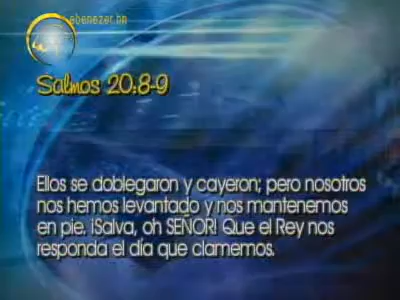 ebenezer.hn
Salmos 20:8-9
Ellos se doblegaron y cayeron; pero nosotros
nos hemos levantado y nos mantenemos
en pie. ¡Salva, oh SEÑOR! Que el Rey nos
responda el día que clamemos.